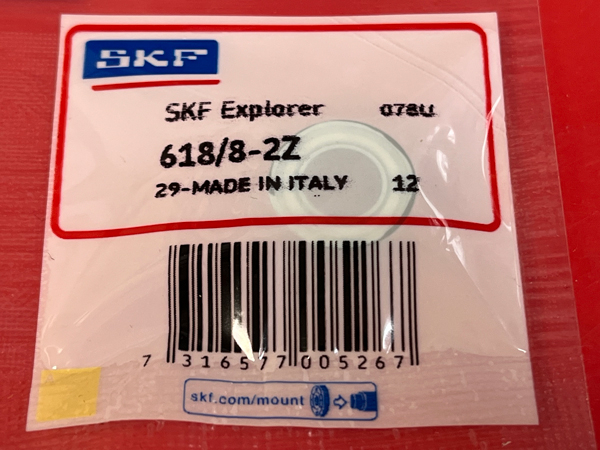 SKF
SKF Explorer 078U
618/8-2Z
29-MADE IN ITALY 12
7 316577 005267
skf.com/mount